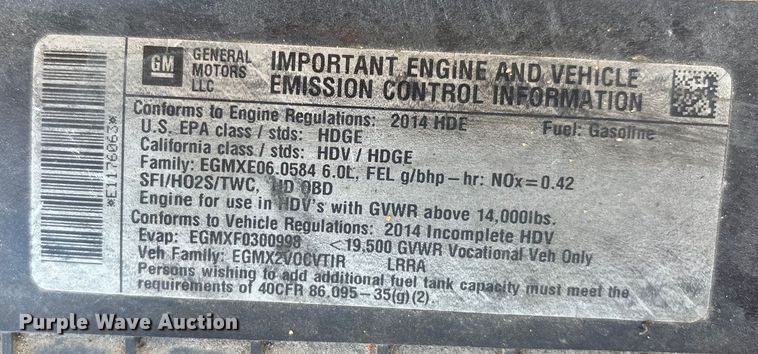 GM
GENERAL MOTORS LLC
IMPORTANT ENGINE AND VEHICLE
EMISSION CONTROL INFORMATION
*E1176063*
Conforms to Engine Regulations: 2014 HDE Fuel: Gasoline
U.S. EPA class / stds: HDGE
California class / stds: HDV / HDGE
Family: EGMXE06.0584 6.0L, FEL g/bhp-hr: NOx=0.42
SFI/HO2S/TWC, HD OBD
Engine for use in HDV's with GVWR above 14,000lbs.
Conforms to Vehicle Regulations: 2014 Incomplete HDV
Evap: EGMXF0300998 <19,500 GVWR Vocational Veh Only
Veh Family: EGMX2VOCVTIR LRRA
Persons wishing to add additional fuel tank capacity must meet the
requirements of 40CFR 86.095-35(g)(2).
Purple Wave Auction